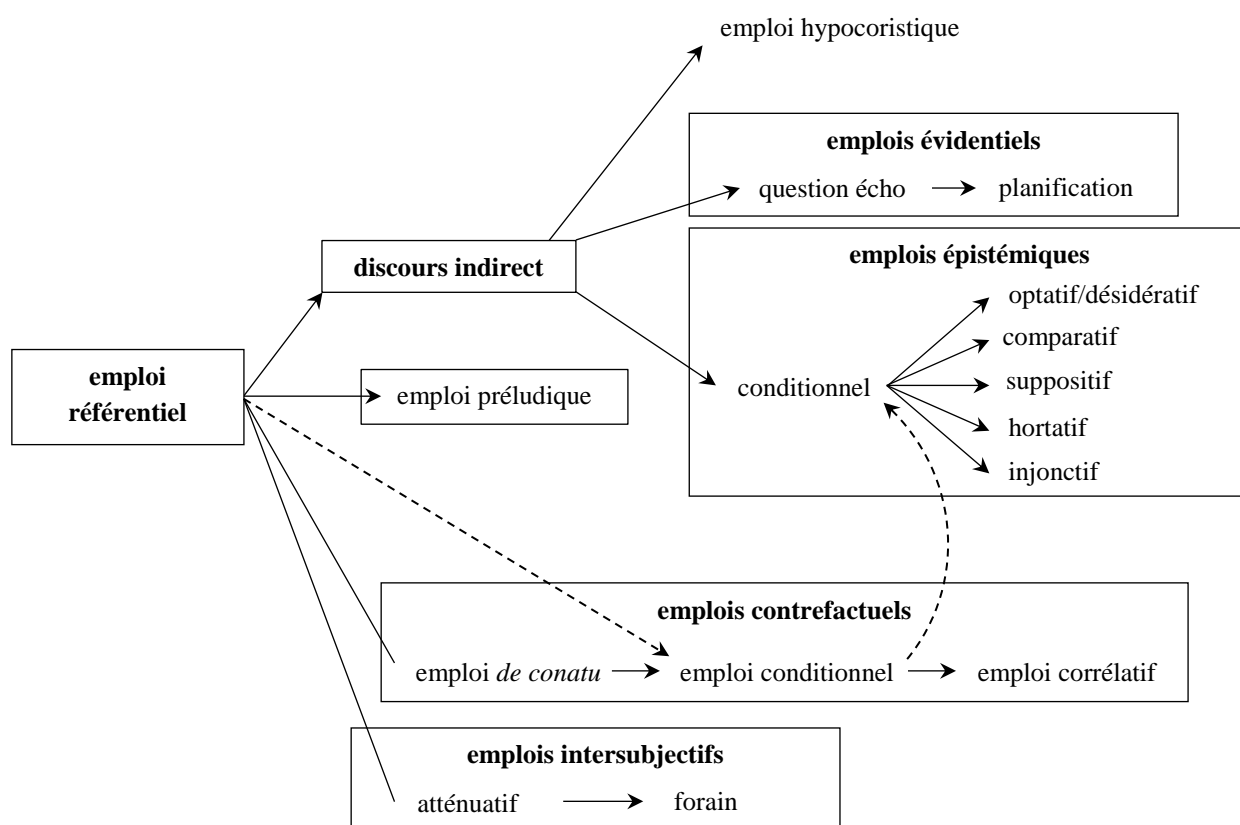 emploi hypocoristique
emplois évidentiels
question écho planification
discours indirect
emplois épistémiques
optatif/désidératif
comparatif
conditionnel
suppositif
hortatif
injonctif
emploi
référentiel
emploi préludique
emplois contrefactuels
emploi de conatu emploi conditionnel emploi corrélatif
emplois intersubjectifs
atténuatif forain